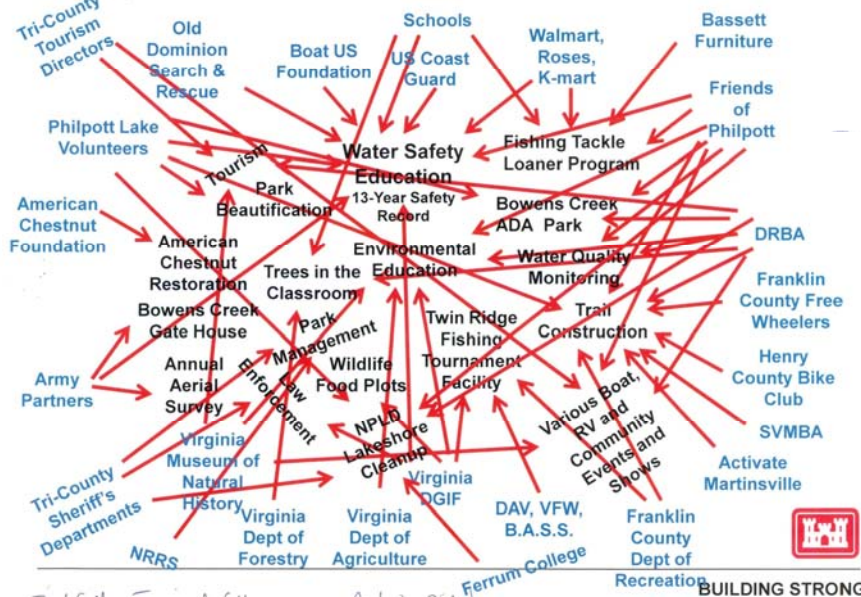 Tri-County
Tourism
Directors
Old
Dominion
Search &
Rescue
Boat US
Foundation
Schools
US Coast
Guard
Walmart,
Roses,
K-mart
Bassett
Furniture
Friends
of
Philpott
Philpott Lake
Volunteers
Tourism
Water Safety
Education
13-Year Safety
Record
Fishing Tackle
Loaner Program
Park
Beautification
Bowens Creek
ADA Park
American
Chestnut
Foundation
American
Chestnut
Restoration
Environmental
Education
Water Quality
Monitoring
DRBA
Trees in the
Classroom
Franklin
County Free
Wheelers
Bowens Creek
Gate House
Park
Management
Twin Ridge
Fishing
Tournament
Facility
Trail
Construction
Army
Partners
Annual
Aerial
Survey
Law
Enforcement
Wildlife
Food Plots
Henry
County Bike
Club
NPLD
Lakeshore
Cleanup
Various Boat,
RV and
Community
Events and
Shows
SVMBA
Activate
Martinsville
Tri-County
Sheriff's
Departments
Virginia
Museum of
Natural
History
NRRS
Virginia
Dept of
Forestry
Virginia
Dept of
Agriculture
Virginia
DGIF
Ferrum College
DAV, VFW,
B.A.S.S.
Franklin
County
Dept of
Recreation
BUILDING STRONG